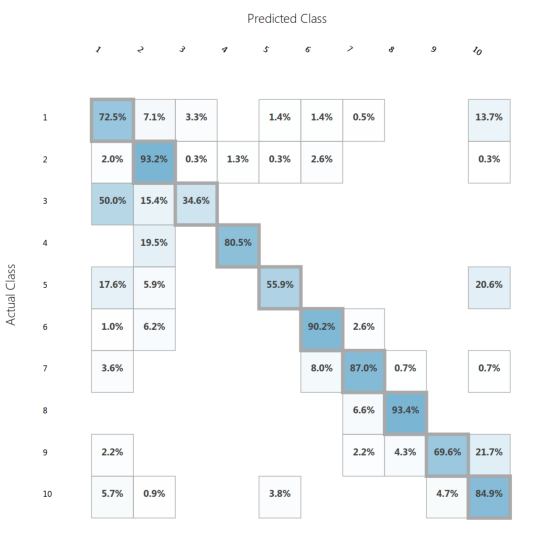 Predicted Class
1 2 3 4 5 6 7 8 9 10
1 72.5% 7.1% 3.3% 1.4% 1.4% 0.5% 13.7%
2 2.0% 93.2% 0.3% 1.3% 0.3% 2.6% 0.3%
3 50.0% 15.4% 34.6%
4 19.5% 80.5%
5 17.6% 5.9% 55.9% 20.6%
6 1.0% 6.2% 90.2% 2.6%
7 3.6% 8.0% 87.0% 0.7% 0.7%
8 6.6% 93.4%
9 2.2% 2.2% 4.3% 69.6% 21.7%
10 5.7% 0.9% 3.8% 4.7% 84.9%
Actual Class